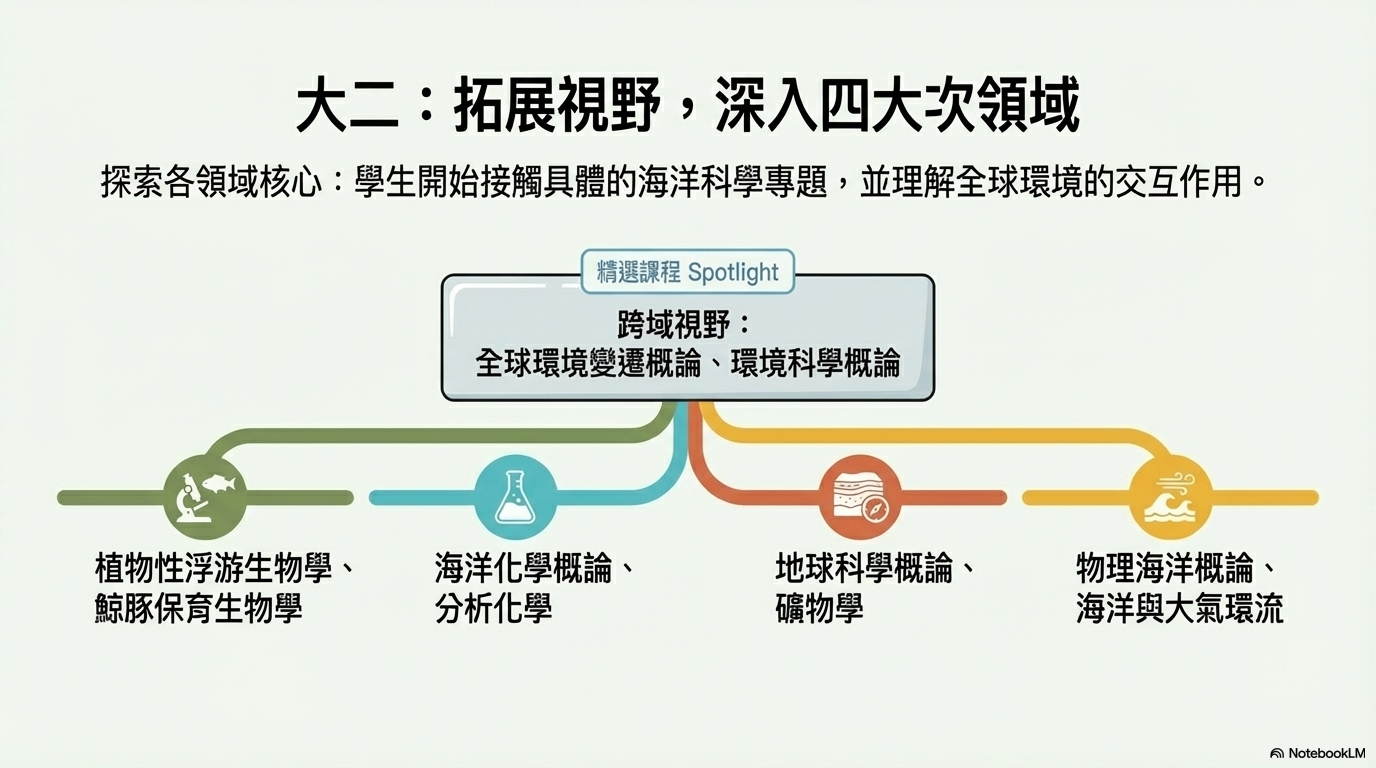 大二：拓展視野，深入四大次領域
探索各領域核心：學生開始接觸具體的海洋科學專題，並理解全球環境的交互作用。
精選課程 Spotlight
跨域視野：
全球環境變遷概論、環境科學概論
植物性浮游生物學、
鯨豚保育生物學
海洋化學概論、
分析化學
地球科學概論、
礦物學
物理海洋概論、
海洋與大氣環流
NotebookLM